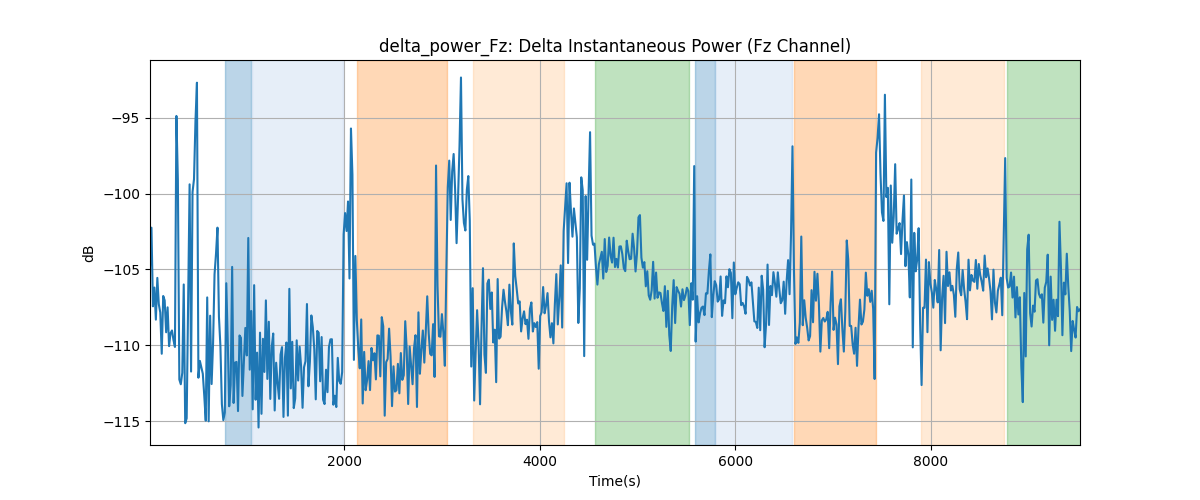 delta_power_Fz: Delta Instantaneous Power (Fz Channel)
−95
−100
−105
−110
−115
dB
2000 4000 6000 8000
Time(s)